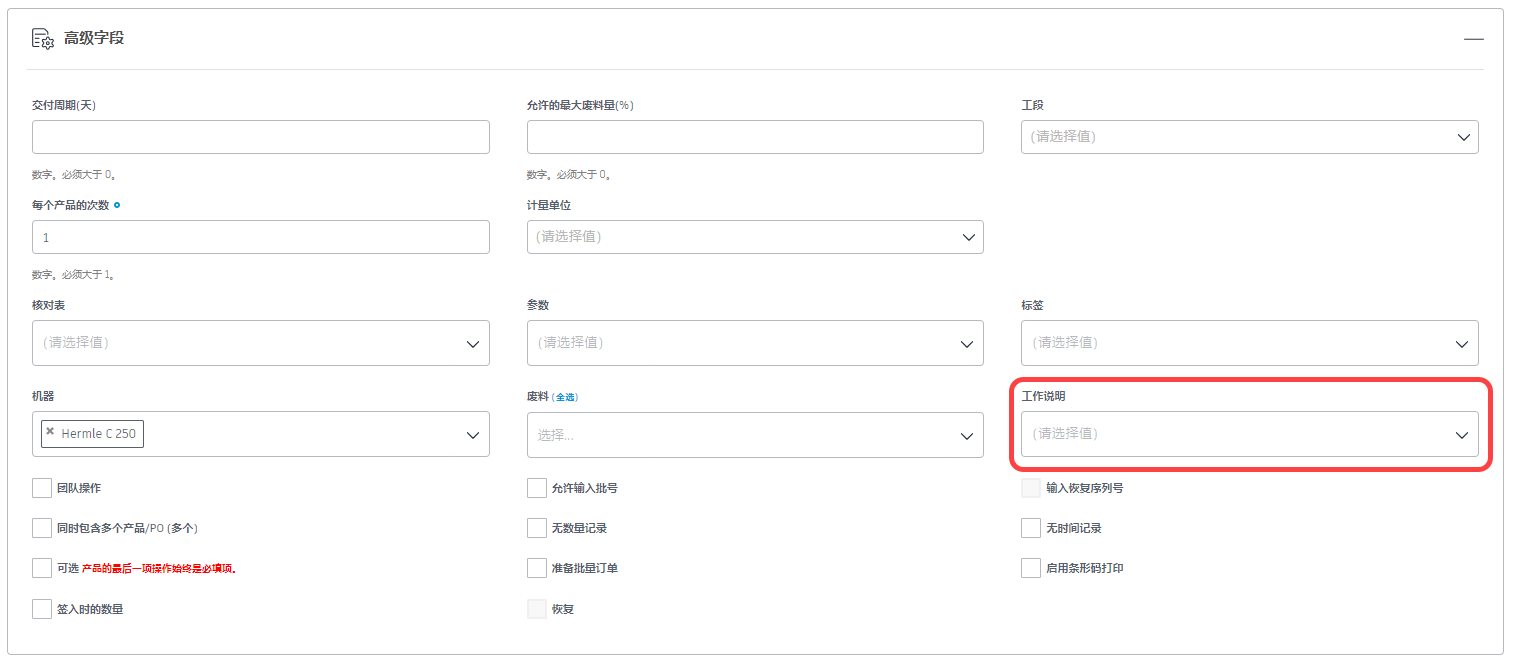 高级字段
交付周期(天)
允许的最大废料量(%)
工段
(请选择值)
数字。必须大于 0。
数字。必须大于 0。
每个产品的次数
计量单位
1
(请选择值)
数字。必须大于 1。
核对表
参数
标签
(请选择值)
(请选择值)
(请选择值)
机器
废料 (全选)
工作说明
× Hermle C 250
选择...
(请选择值)
团队操作
允许输入批号
输入恢复序列号
同时包含多个产品/PO (多个)
无数量记录
无时间记录
可选 产品的最后一项操作始终是必填项。
准备批量订单
启用条形码打印
签入时的数量
恢复